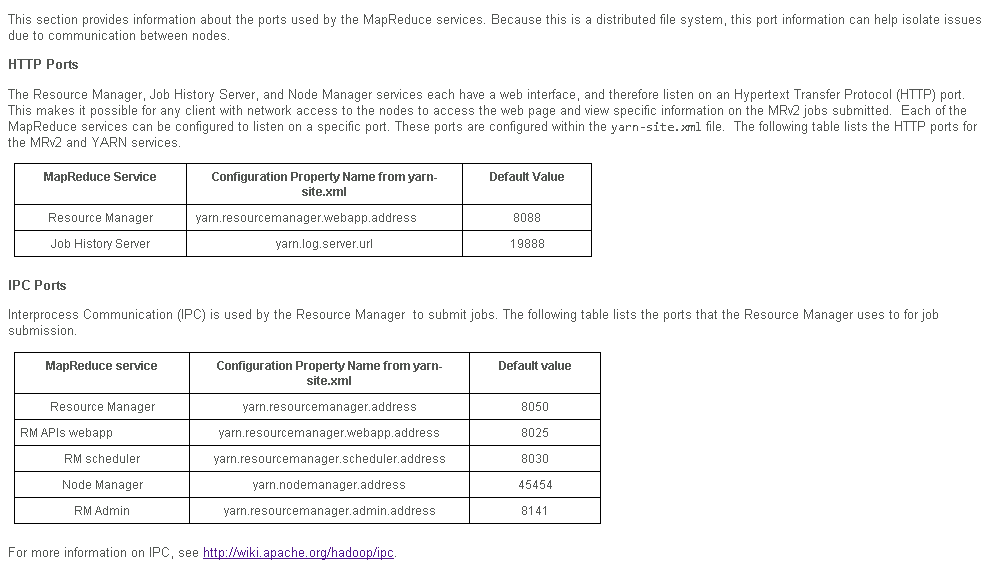 This section provides information about the ports used by the MapReduce services. Because this is a distributed file system, this port information can help isolate issues
due to communication between nodes.
HTTP Ports
The Resource Manager, Job History Server, and Node Manager services each have a web interface, and therefore listen on an Hypertext Transfer Protocol (HTTP) port.
This makes it possible for any client with network access to the nodes to access the web page and view specific information on the MRv2 jobs submitted. Each of the
MapReduce services can be configured to listen on a specific port. These ports are configured within the yarn-site.xml file. The following table lists the HTTP ports for
the MRv2 and YARN services.
MapReduce Service Configuration Property Name from yarn- Default Value
site.xml
Resource Manager yarn.resourcemanager.webapp.address 8088
Job History Server yarn.log.server.url 19888
IPC Ports
Interprocess Communication (IPC) is used by the Resource Manager to submit jobs. The following table lists the ports that the Resource Manager uses to for job
submission.
MapReduce service Configuration Property Name from yarn- Default value
site.xml
Resource Manager yarn.resourcemanager.address 8050
RM APIs webapp yarn.resourcemanager.webapp.address 8025
RM scheduler yarn.resourcemanager.scheduler.address 8030
Node Manager yarn.nodemanager.address 45454
RM Admin yarn.resourcemanager.admin.address 8141
For more information on IPC, see http://wiki.apache.org/hadoop/ipc.